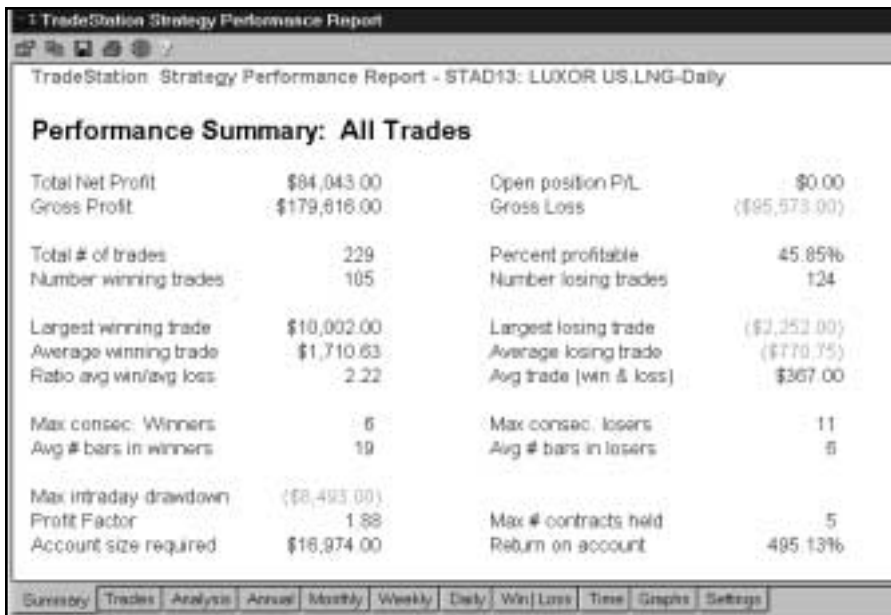 TradeStation Strategy Performance Report
TradeStation Strategy Performance Report - STAD13: LUXOR US.LNG-Daily
Performance Summary: All Trades
Total Net Profit $84,043.00 Open position P/L $0.00
Gross Profit $179,616.00 Gross Loss ($95,573.00)
Total # of trades 229 Percent profitable 45.85%
Number winning trades 105 Number losing trades 124
Largest winning trade $10,002.00 Largest losing trade ($2,252.00)
Average winning trade $1,710.63 Average losing trade ($770.75)
Ratio avg win/avg loss 2.22 Avg trade (win & loss) $367.00
Max consec. Winners 6 Max consec. losers 11
Avg # bars in winners 19 Avg # bars in losers 6
Max intraday drawdown ($8,493.00)
Profit Factor 1.88 Max # contracts held 5
Account size required $16,974.00 Return on account 495.13%
Summary Trades Analysis Annual Monthly Weekly Daily Win|Loss Time Graphs Settings